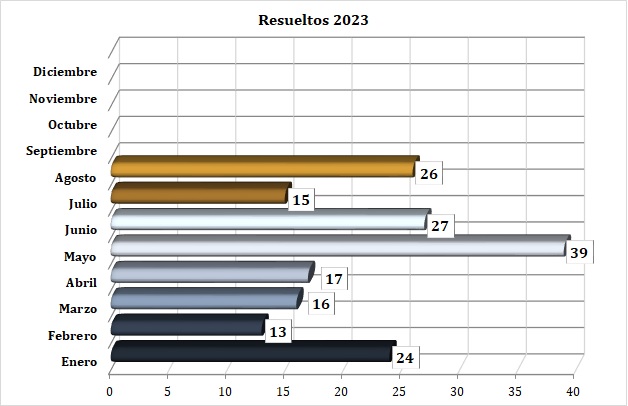 Resueltos 2023
Diciembre
Noviembre
Octubre
Septiembre
Agosto 26
Julio 15
Junio 27
Mayo 39
Abril 17
Marzo 16
Febrero 13
Enero 24
0 5 10 15 20 25 30 35 40